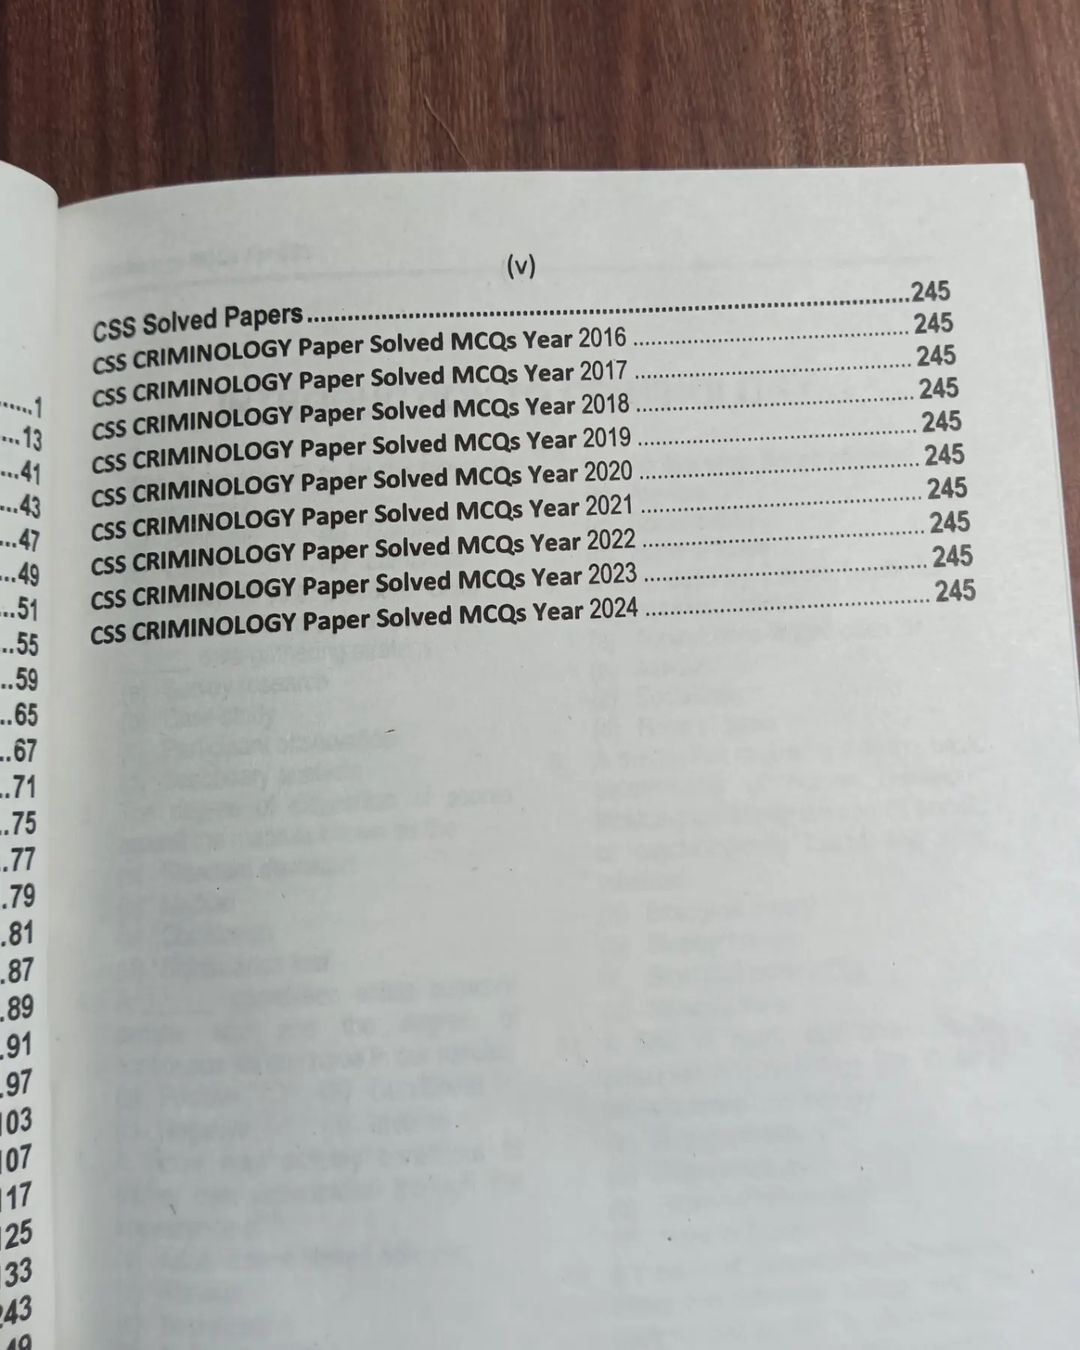 ......1
...13
...41
...43
...47
...49
...51
...55
...59
..65
..67
..71
..75
..77
.79
.81
.87
.89
.91
.97
103
107
117
125
133
243
49
(v)
CSS Solved Papers ........ 245
CSS CRIMINOLOGY Paper Solved MCQs Year 2016 ........ 245
CSS CRIMINOLOGY Paper Solved MCQs Year 2017 ........ 245
CSS CRIMINOLOGY Paper Solved MCQs Year 2018 ........ 245
CSS CRIMINOLOGY Paper Solved MCQs Year 2019 ........ 245
CSS CRIMINOLOGY Paper Solved MCQs Year 2020 ........ 245
CSS CRIMINOLOGY Paper Solved MCQs Year 2021 ........ 245
CSS CRIMINOLOGY Paper Solved MCQs Year 2022 ........ 245
CSS CRIMINOLOGY Paper Solved MCQs Year 2023 ........ 245
CSS CRIMINOLOGY Paper Solved MCQs Year 2024 ........ 245